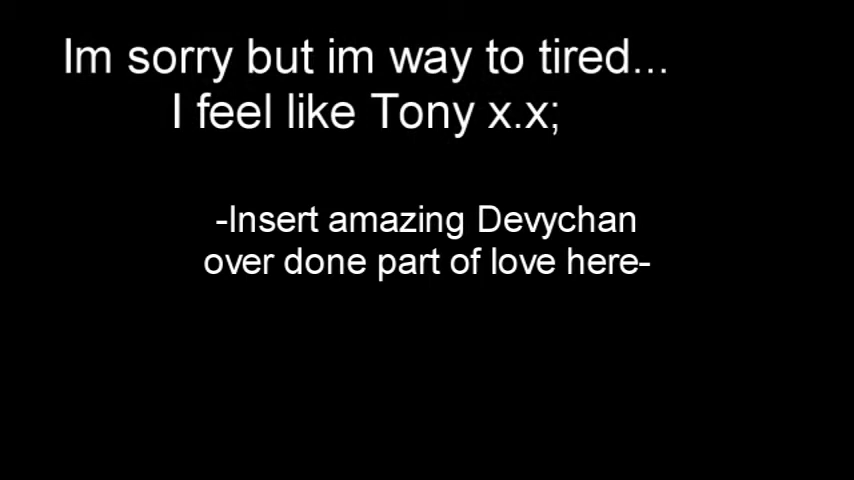 Im sorry but im way to tired...
I feel like Tony x.x;
-Insert amazing Devychan
over done part of love here-